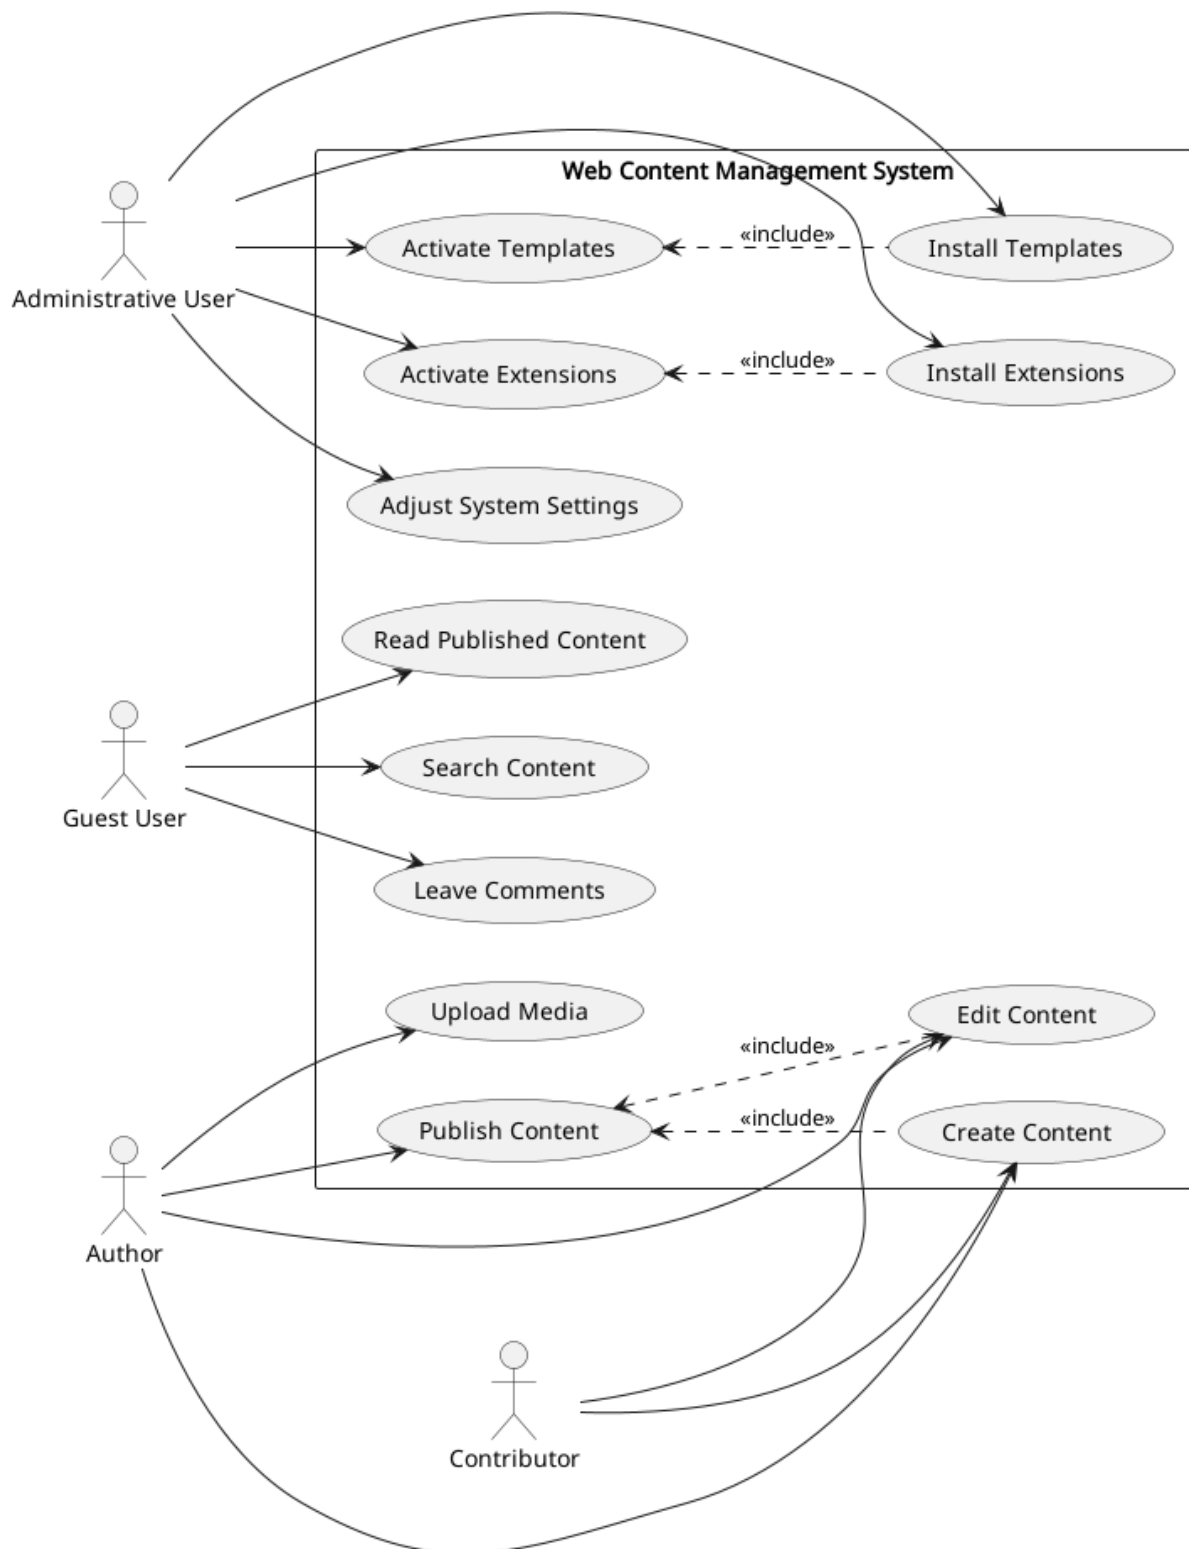 Web Content Management System
Activate Templates
«include»
Install Templates
Administrative User
Activate Extensions
«include»
Install Extensions
Adjust System Settings
Read Published Content
Search Content
Guest User
Leave Comments
Upload Media
Edit Content
«include»
Publish Content
«include»
Create Content
Author
Contributor